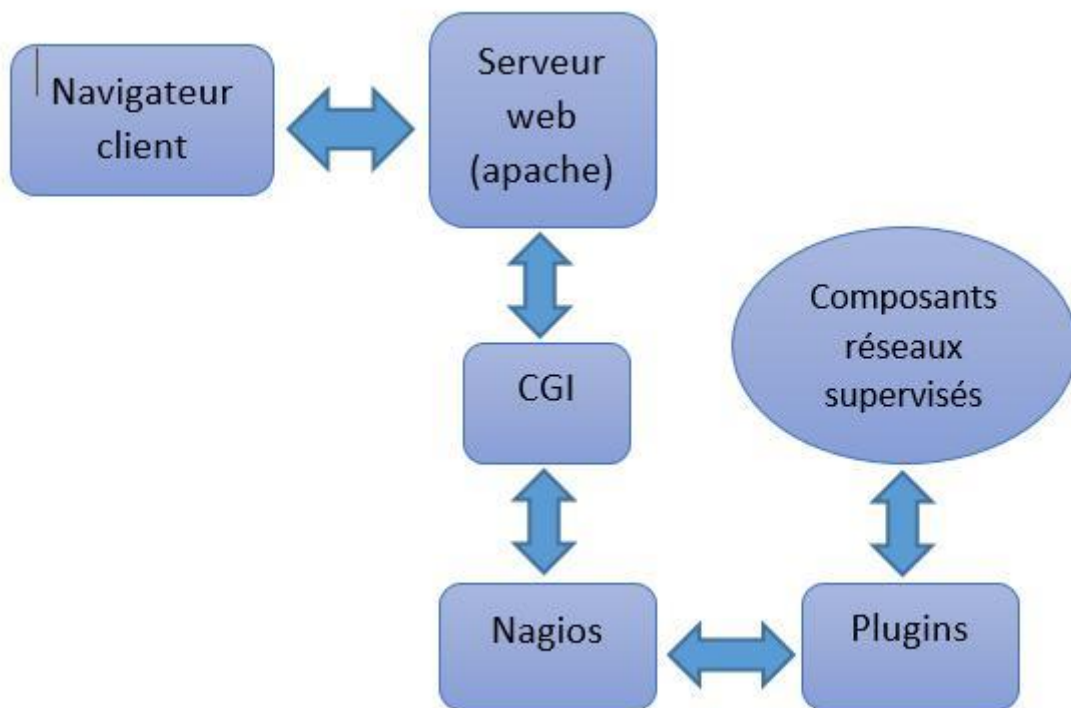 Navigateur
client
Serveur
web
(apache)
CGI
Composants
réseaux
supervisés
Nagios
Plugins